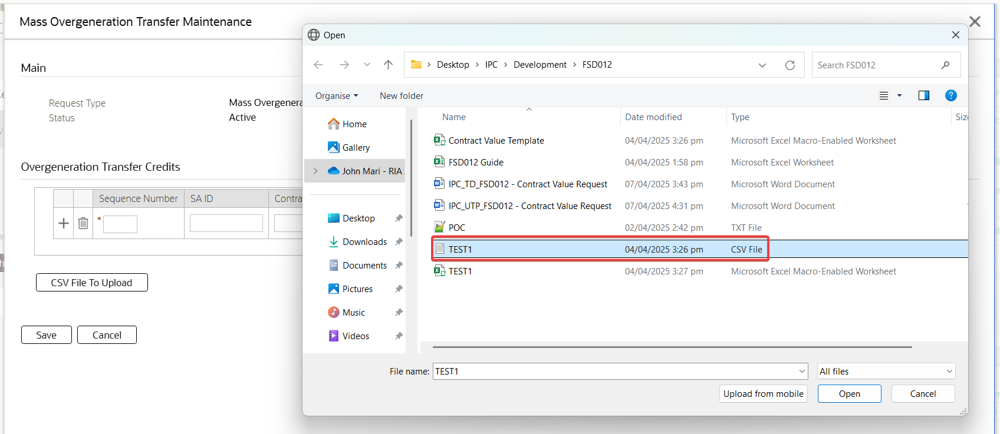 Mass Overgeneration Transfer Maintenance
Main
Request Type Mass Overgenera
Status Active
Overgeneration Transfer Credits
Sequence Number SA ID Contra
*
CSV File To Upload
Save Cancel
Open
Desktop > IPC > Development > FSD012
Search FSD012
Organise New folder
Home
Gallery
John Mari - RIA
Desktop
Downloads
Documents
Pictures
Music
Videos
Name Date modified Type Size
Contract Value Template 04/04/2025 3:26 pm Microsoft Excel Macro-Enabled Worksheet
FSD012 Guide 04/04/2025 1:58 pm Microsoft Excel Worksheet
IPC_TD_FSD012 - Contract Value Request 07/04/2025 3:43 pm Microsoft Word Document
IPC_UTP_FSD012 - Contract Value Request 07/04/2025 4:31 pm Microsoft Word Document
POC 02/04/2025 2:42 pm TXT File
TEST1 04/04/2025 3:26 pm CSV File
TEST1 04/04/2025 3:27 pm Microsoft Excel Macro-Enabled Worksheet
File name: TEST1 All files
Upload from mobile Open Cancel